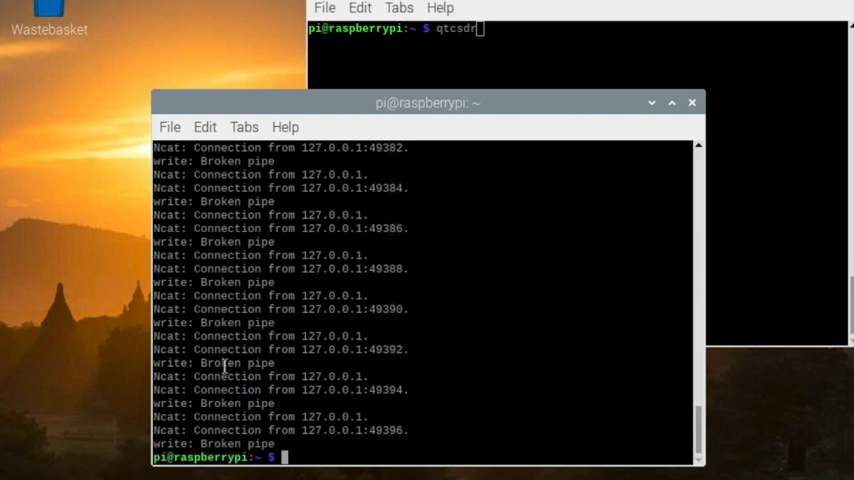 File Edit Tabs Help
Wastebasket
pi@raspberrypi:~ $ qtcsdr
pi@raspberrypi: ~
File Edit Tabs Help
Ncat: Connection from 127.0.0.1:49382.
write: Broken pipe
Ncat: Connection from 127.0.0.1.
Ncat: Connection from 127.0.0.1:49384.
write: Broken pipe
Ncat: Connection from 127.0.0.1.
Ncat: Connection from 127.0.0.1:49386.
write: Broken pipe
Ncat: Connection from 127.0.0.1.
Ncat: Connection from 127.0.0.1:49388.
write: Broken pipe
Ncat: Connection from 127.0.0.1.
Ncat: Connection from 127.0.0.1:49390.
write: Broken pipe
Ncat: Connection from 127.0.0.1.
Ncat: Connection from 127.0.0.1:49392.
write: Broken pipe
Ncat: Connection from 127.0.0.1.
Ncat: Connection from 127.0.0.1:49394.
write: Broken pipe
Ncat: Connection from 127.0.0.1.
Ncat: Connection from 127.0.0.1:49396.
write: Broken pipe
pi@raspberrypi:~ $